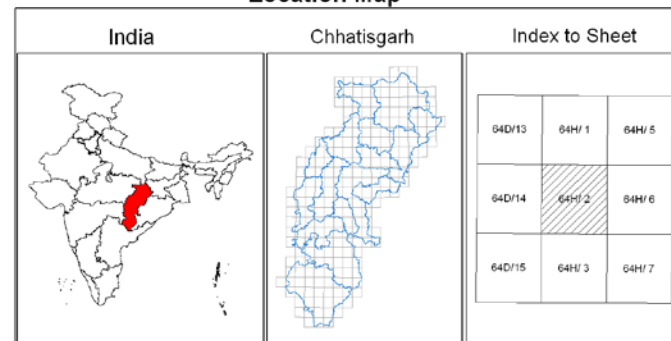 Location Map
India
Chhatisgarh
Index to Sheet
64D/13 64H/ 1 64H/ 5
64D/14 64H/ 2 64H/ 6
64D/15 64H/ 3 64H/ 7